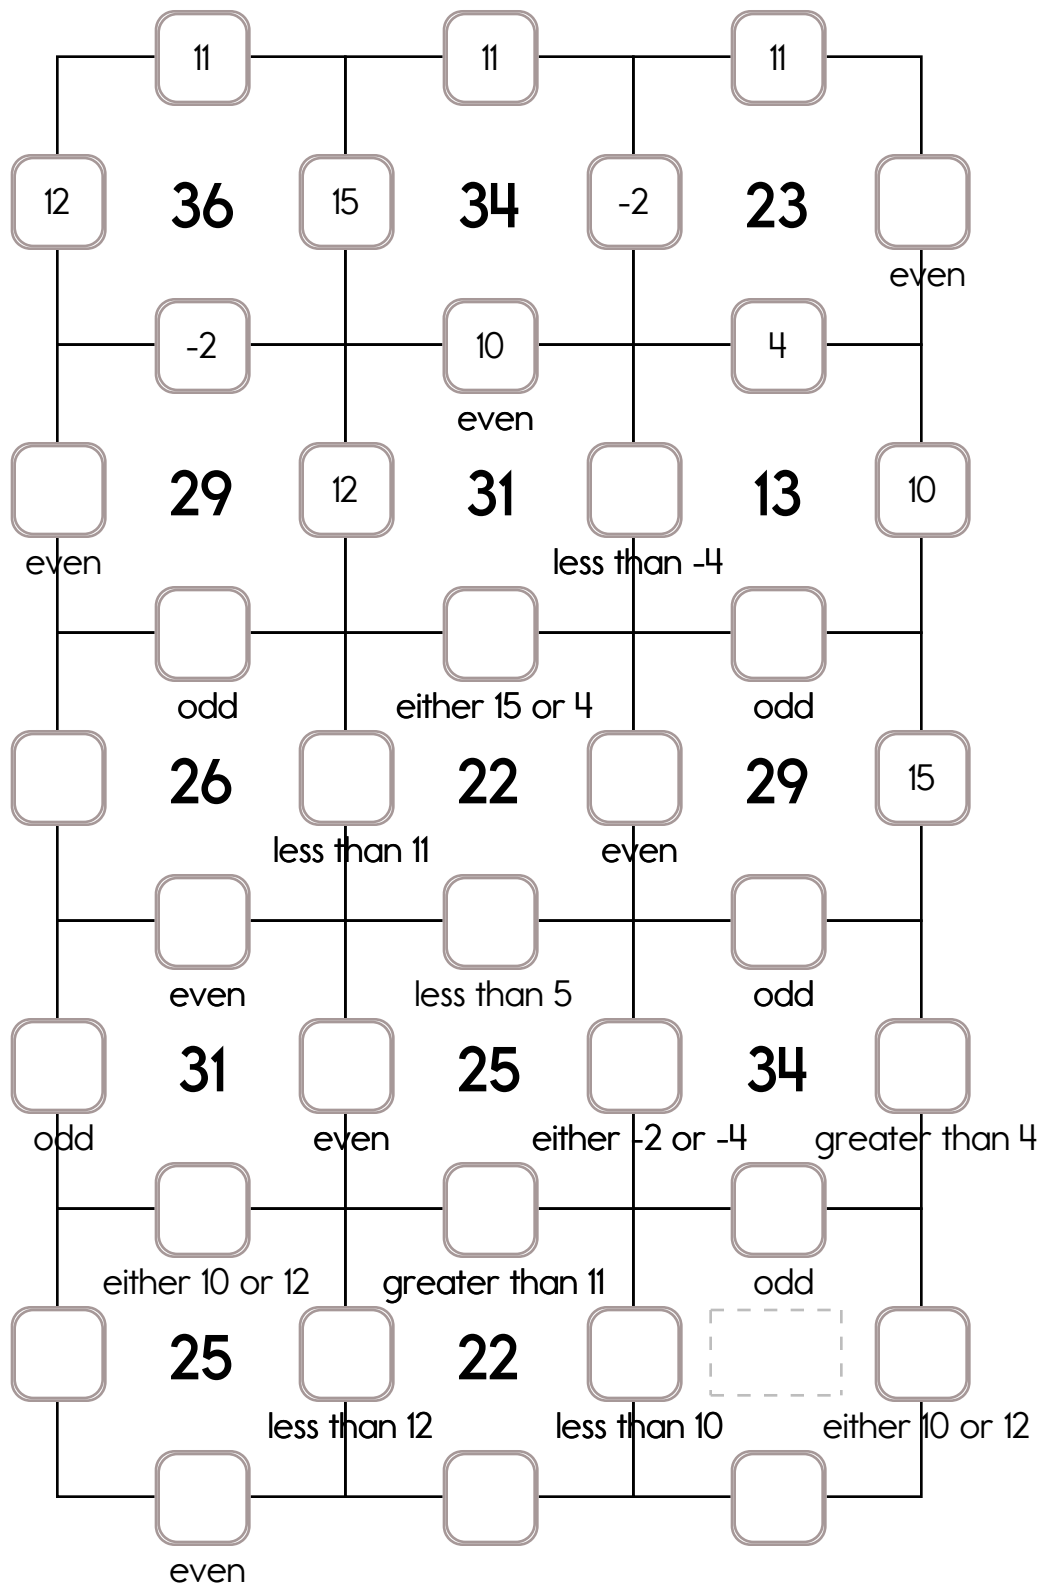 11 11 11
12 36 15 34 -2 23
even
-2 10 4
even
29 12 31 13 10
even less than -4
odd either 15 or 4 odd
26 22 29 15
less than 11 even
even less than 5 odd
31 25 34
odd even either -2 or -4 greater than 4
either 10 or 12 greater than 11 odd
25 22
less than 12 less than 10 either 10 or 12
even